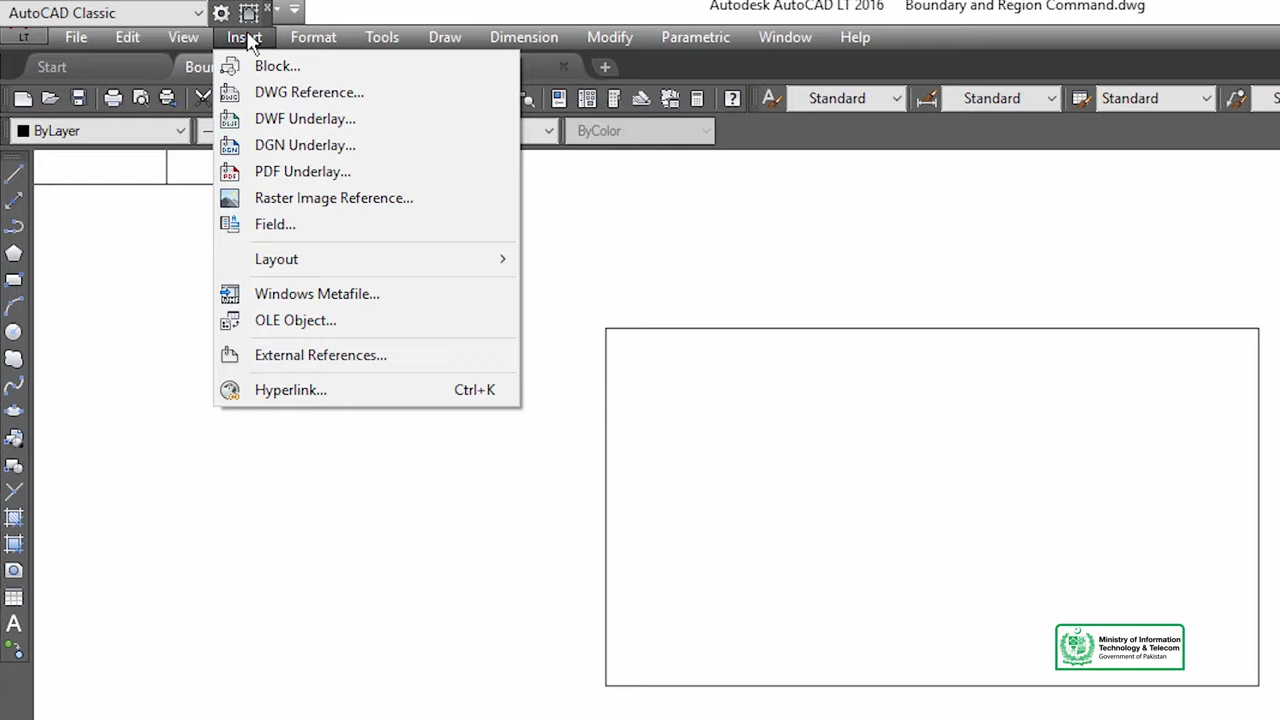 AutoCAD Classic
Autodesk AutoCAD LT 2016 Boundary and Region Command.dwg
LT
File Edit View Insert Format Tools Draw Dimension Modify Parametric Window Help
Start
Block...
DWG Reference...
DWF Underlay...
DGN Underlay...
PDF Underlay...
Raster Image Reference...
Field...
Layout
Windows Metafile...
OLE Object...
External References...
Hyperlink... Ctrl+K
Standard Standard Standard
ByLayer
ByColor
Ministry of Information
Technology & Telecom
Government of Pakistan